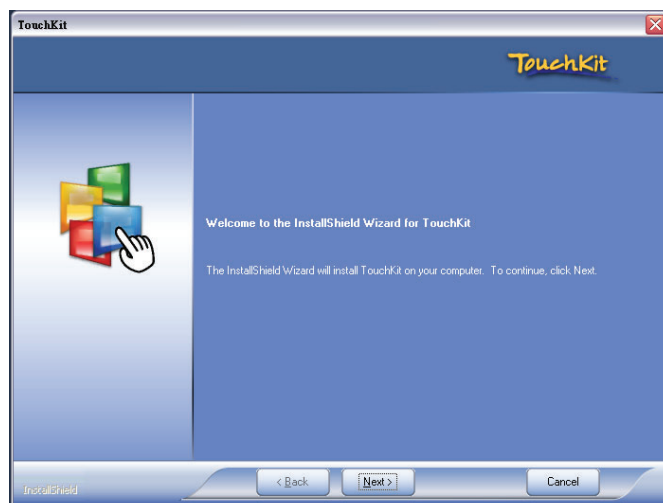 TouchKit
TouchKit
Welcome to the InstallShield Wizard for TouchKit
The InstallShield Wizard will install TouchKit on your computer. To continue, click Next.
InstallShield
< Back
Next >
Cancel